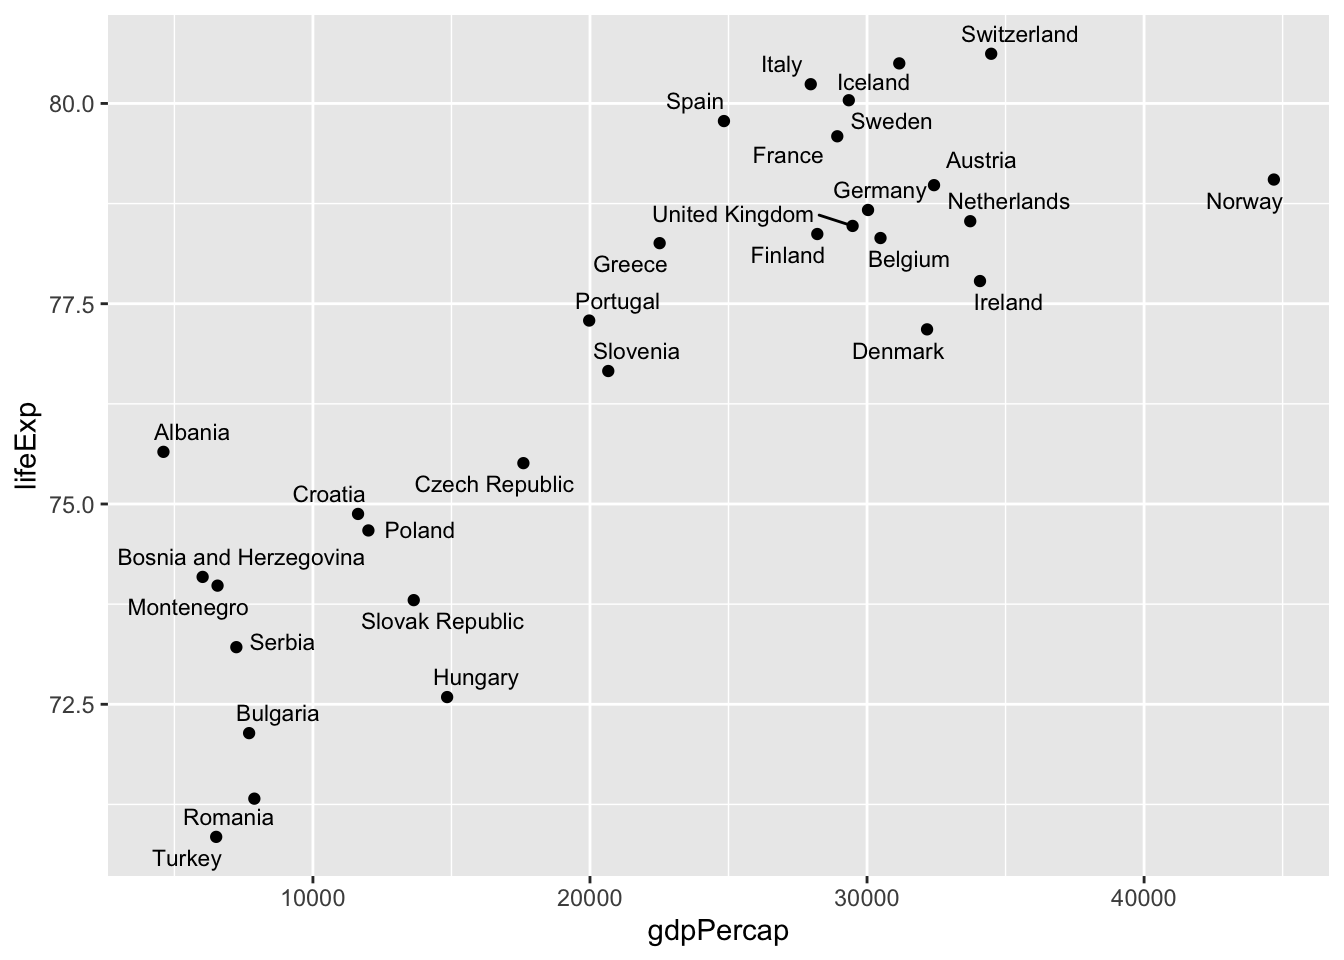 Switzerland
Italy
Iceland
Spain
80.0
Sweden
France
Austria
Germany
Netherlands
Norway
United Kingdom
Finland
Belgium
Greece
Portugal
77.5
Ireland
Slovenia
Denmark
Albania
lifeExp
Czech Republic
Croatia
75.0
Poland
Bosnia and Herzegovina
Montenegro
Slovak Republic
Serbia
Hungary
72.5
Bulgaria
Romania
Turkey
10000
20000
30000
40000
gdpPercap